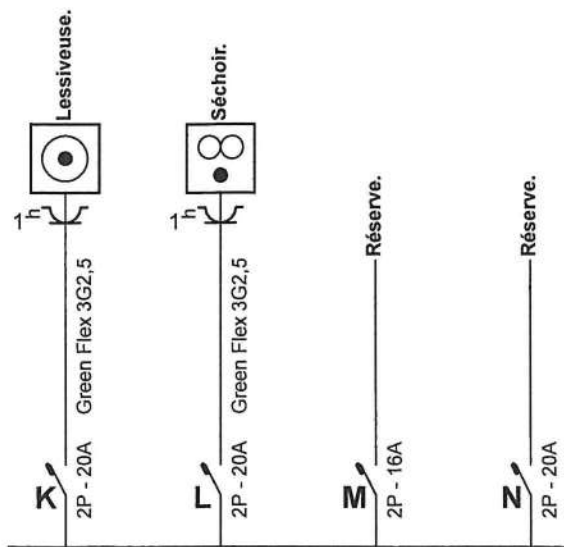 Lessiveuse.
Séchoir.
1h
1h
Réserve.
Réserve.
Green Flex 3G2,5
Green Flex 3G2,5
K
2P - 20A
L
2P - 20A
M
2P - 16A
N
2P - 20A